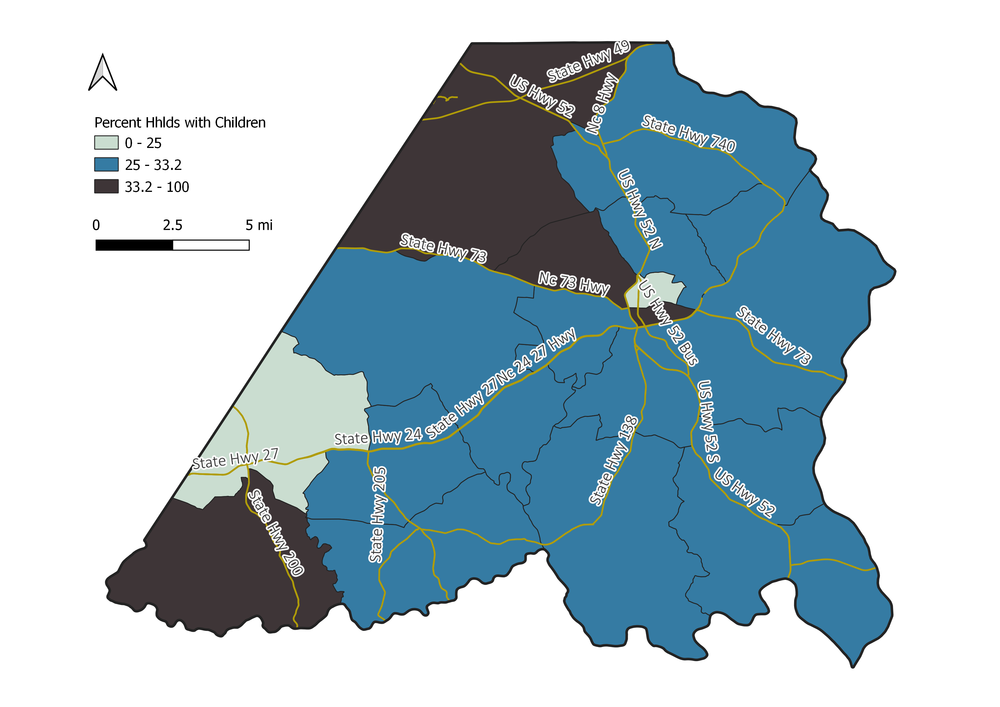 Percent Hhlds with Children
0 - 25
25 - 33.2
33.2 - 100
0 2.5 5 mi
State Hwy 49
Us Hwy 52
Nc 8 Hwy
State Hwy 740
US Hwy 52 N
State Hwy 73
Nc 73 Hwy
US Hwy 52 Bus
State Hwy 73
Nc 24 27 Hwy
State Hwy 27
State Hwy 24
State Hwy 27
US Hwy 52 S
State Hwy 138
State Hwy 205
US Hwy 52
State Hwy 200